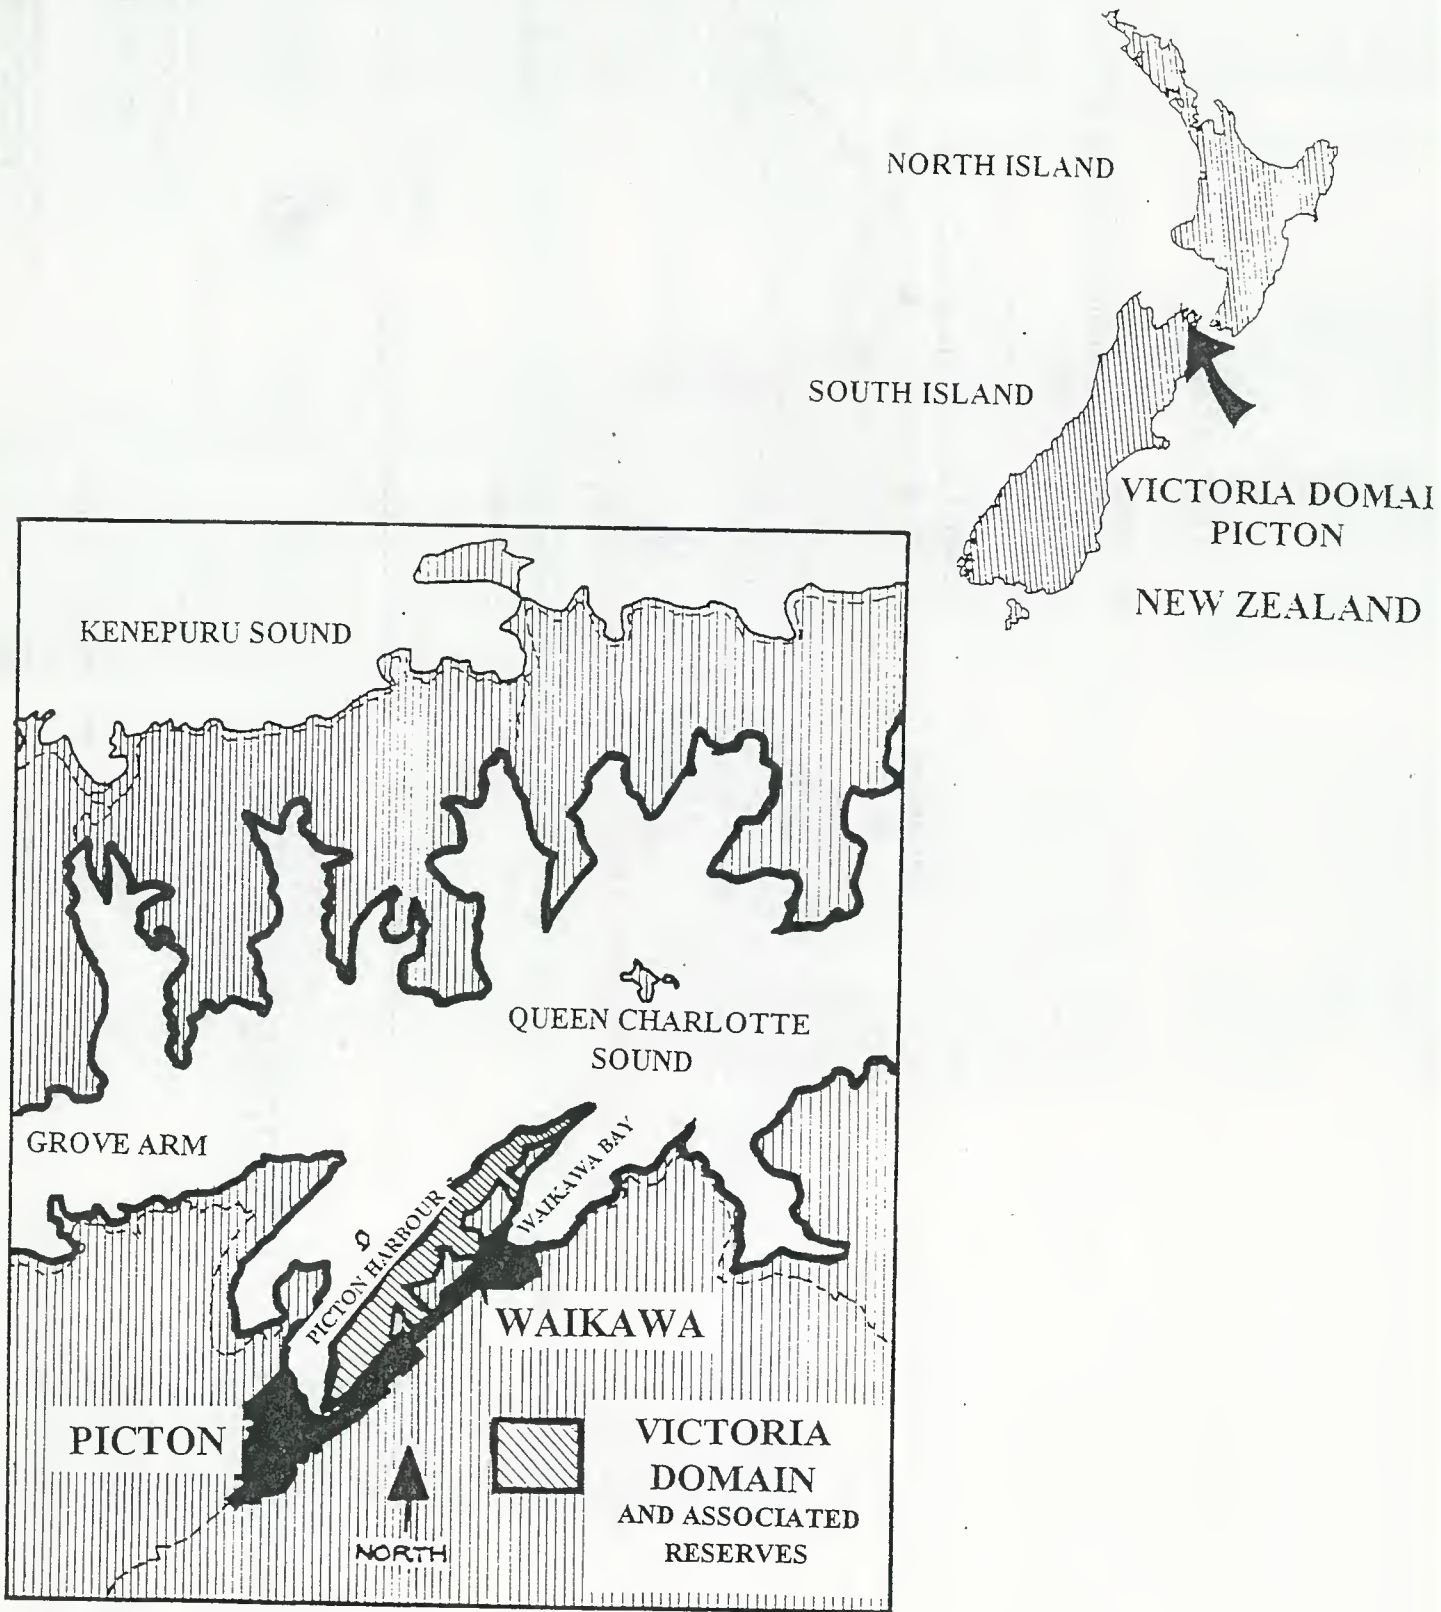 NORTH ISLAND
SOUTH ISLAND
VICTORIA DOMAI
PICTON
NEW ZEALAND
KENEPURU SOUND
QUEEN CHARLOTTE
SOUND
GROVE ARM
PICTON HARBOUR
WAIKAWA BAY
WAIKAWA
PICTON
VICTORIA
DOMAIN
AND ASSOCIATED
RESERVES
NORTH